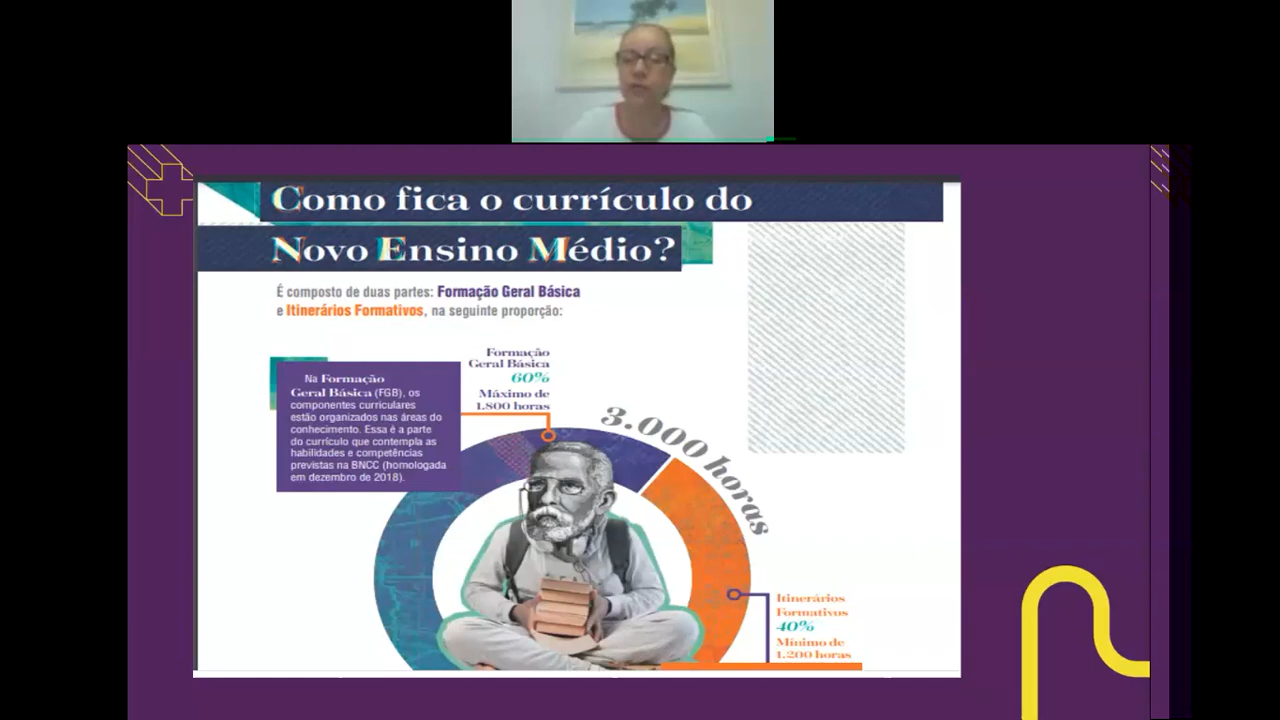 Como fica o currículo do
Novo Ensino Médio?
É composto de duas partes: Formação Geral Básica
e Itinerários Formativos, na seguinte proporção:
Na Formação
Geral Básica (FGB), os
componentes curriculares
estão organizados nas áreas do
conhecimento. Essa é a parte
do currículo que contempla as
habilidades e competências
previstas na BNCC (homologada
em dezembro de 2018).
Formação
Geral Básica
60%
Máximo de
1.800 horas
3.000 horas
Itinerários
Formativos
40%
Mínimo de
1.200 horas